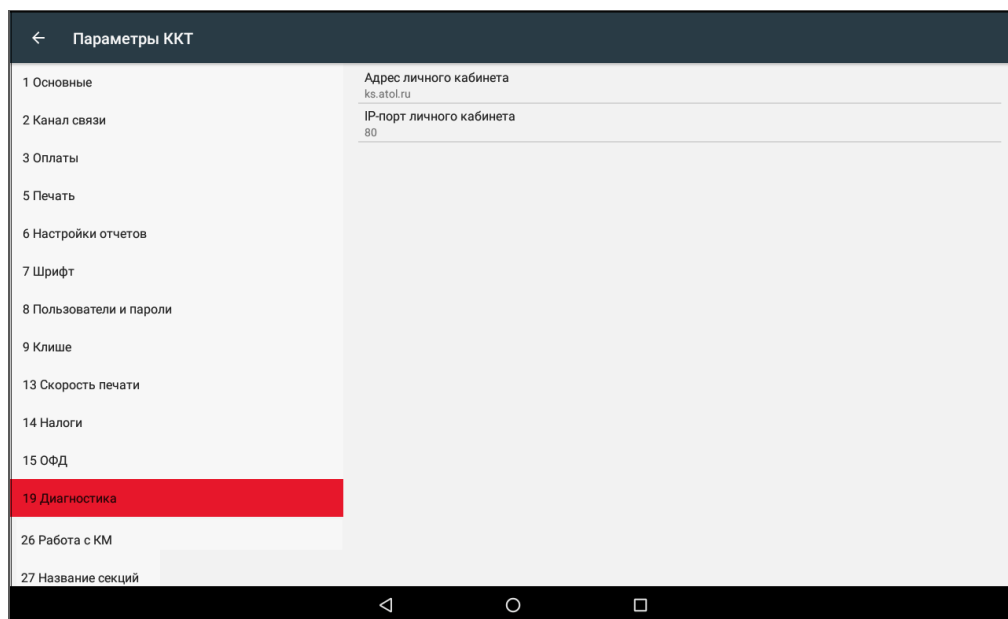 Параметры ККТ
1 Основные
2 Канал связи
3 Оплаты
5 Печать
6 Настройки отчетов
7 Шрифт
8 Пользователи и пароли
9 Клише
13 Скорость печати
14 Налоги
15 ОФД
19 Диагностика
26 Работа с КМ
27 Название секций
Адрес личного кабинета
ks.atol.ru
IP-порт личного кабинета
80